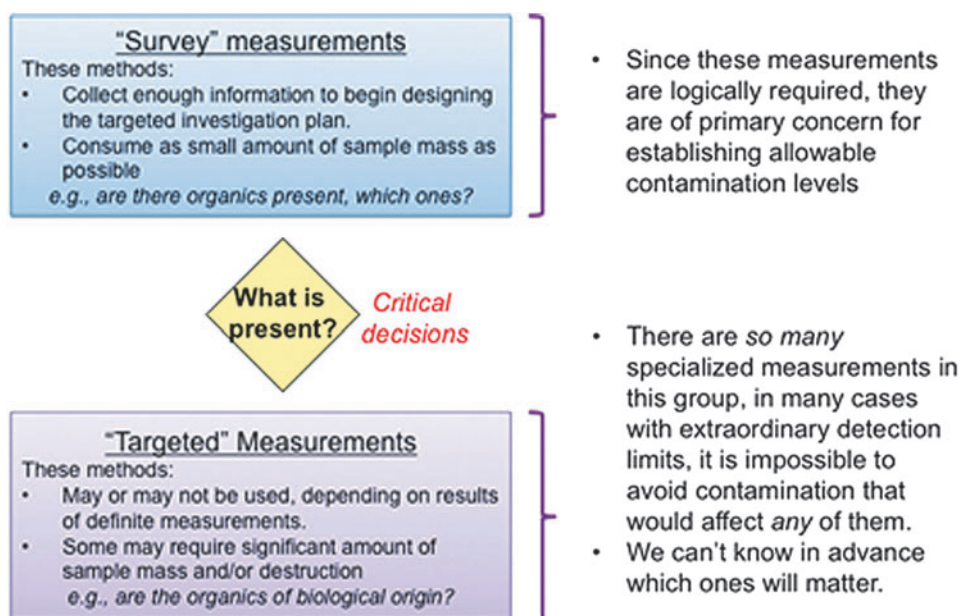 “Survey” measurements
These methods:
• Collect enough information to begin designing
the targeted investigation plan.
• Consume as small amount of sample mass as
possible
e.g., are there organics present, which ones?
• Since these measurements
are logically required, they
are of primary concern for
establishing allowable
contamination levels
What is
present?
Critical
decisions
“Targeted” Measurements
These methods:
• May or may not be used, depending on results
of definite measurements.
• Some may require significant amount of
sample mass and/or destruction
e.g., are the organics of biological origin?
• There are so many
specialized measurements in
this group, in many cases
with extraordinary detection
limits, it is impossible to
avoid contamination that
would affect any of them.
• We can’t know in advance
which ones will matter.